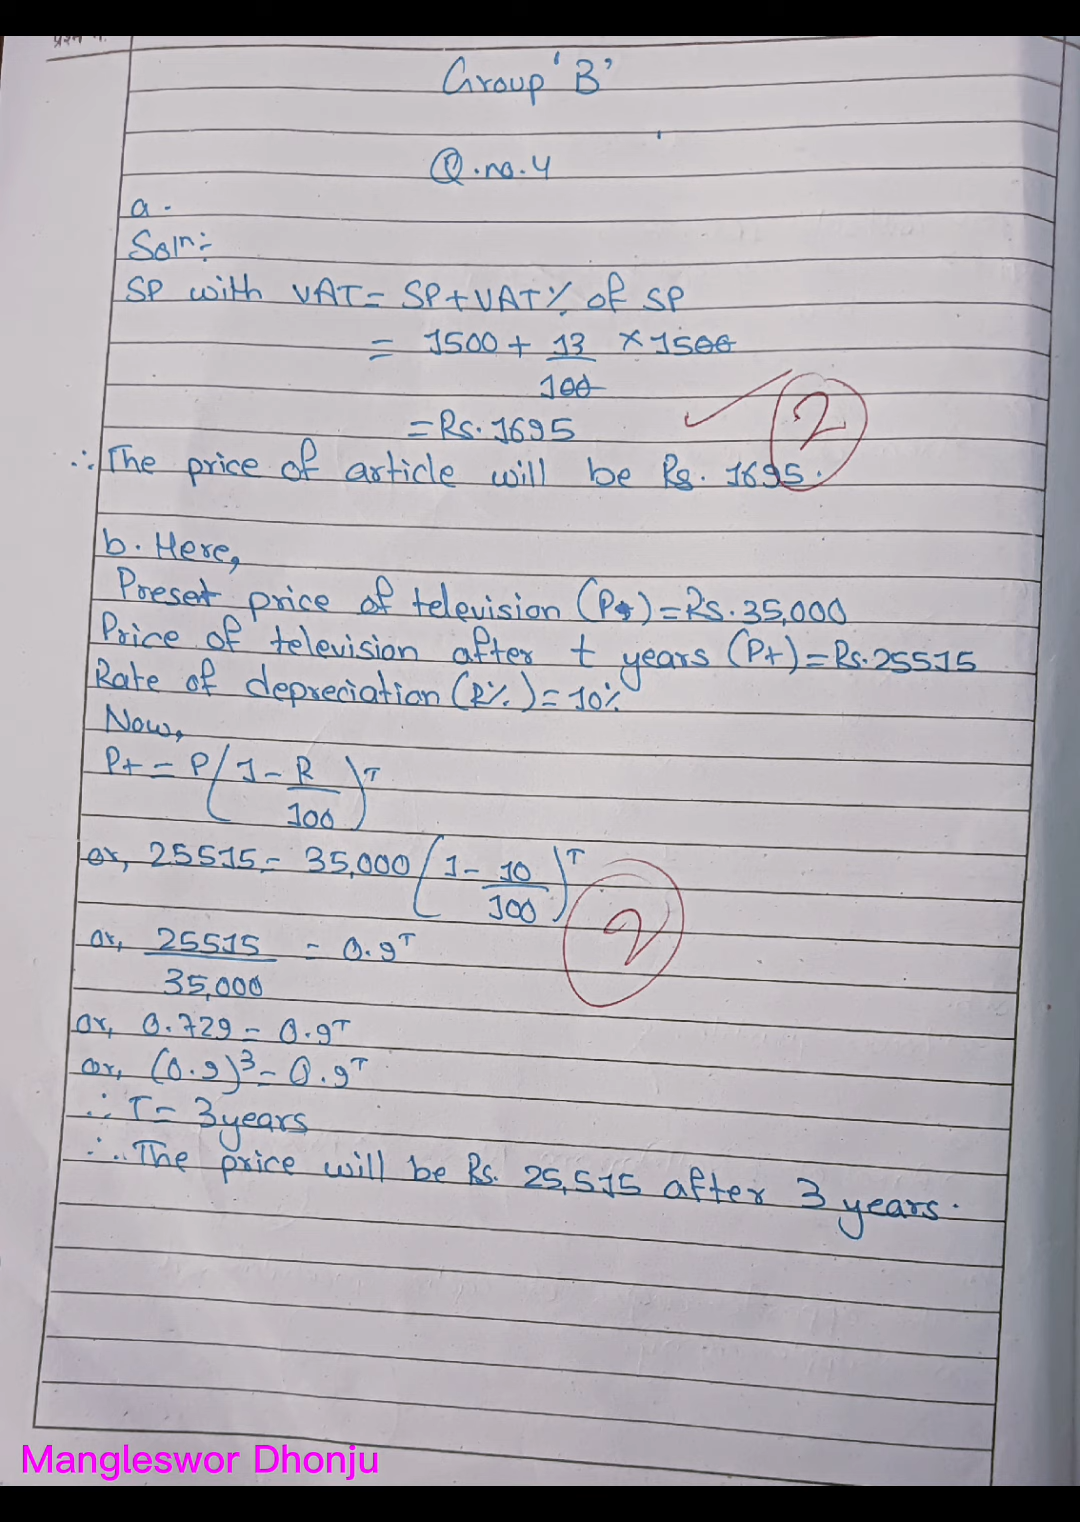 Group 'B'
Q.no.4
a.
Soln:
SP with VAT = SP + VAT% of SP
= 1500 + 13/100 × 1500
= Rs. 1695
2
∴ The price of article will be Rs. 1695.
b. Here,
Preset price of television (P) = Rs. 35,000
Price of television after t years (Pt) = Rs. 25515
Rate of depreciation (R%) = 10%
Now,
Pt = P(1 - R/100)^T
or, 25515 = 35,000(1 - 10/100)^T
2
or, 25515/35,000 = 0.9^T
or, 0.729 = 0.9^T
or, (0.9)^3 = 0.9^T
∴ T = 3 years
∴ The price will be Rs. 25,515 after 3 years.
Mangleswor Dhonju